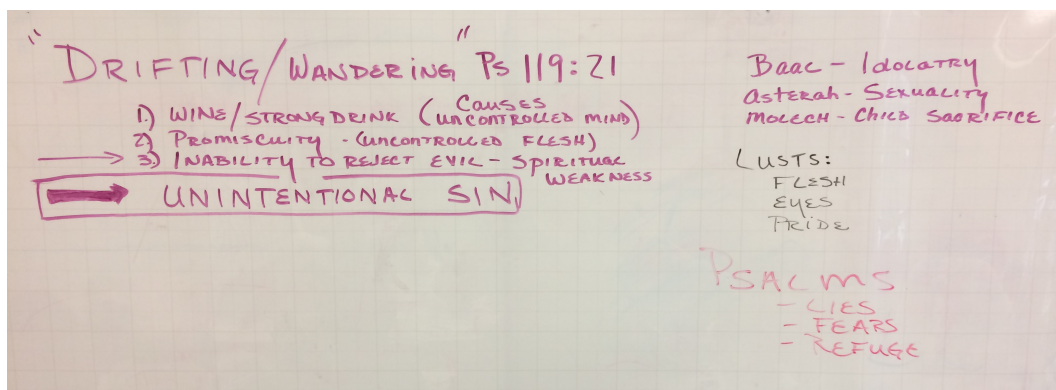 "DRIFTING/WANDERING" Ps 119:21
1.) WINE/STRONG DRINK (CAUSES UNCONTROLLED MIND)
2) PROMISCUITY - (UNCONTROLLED FLESH)
3.) INABILITY TO REJECT EVIL - SPIRITUAL
WEAKNESS
UNINTENTIONAL SIN
BAAL - IDOLATRY
ASTERAH - SEXUALITY
MOLECH - CHILD SACRIFICE
LUSTS:
FLESH
EYES
PRIDE
PSALMS
- LIES
- FEARS
- REFUGE